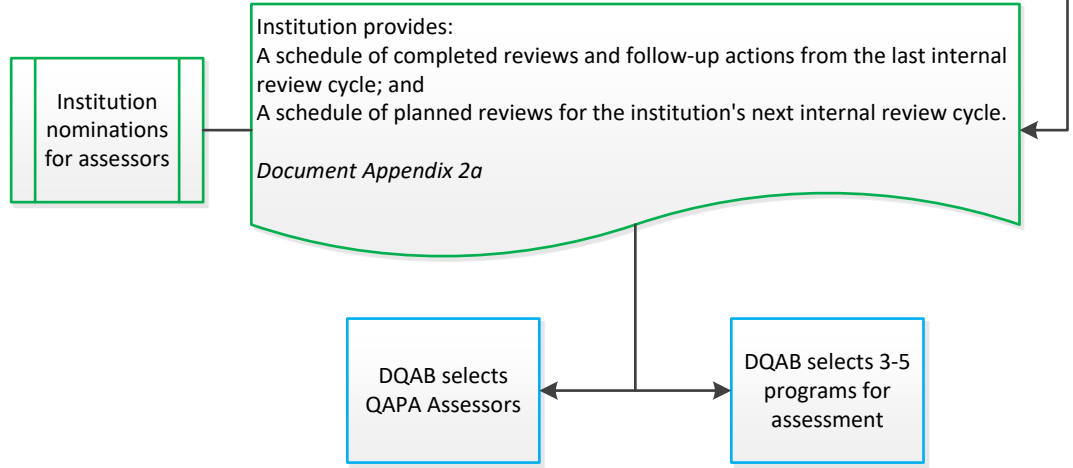 Institution provides:
A schedule of completed reviews and follow-up actions from the last internal
review cycle; and
A schedule of planned reviews for the institution's next internal review cycle.
Document Appendix 2a
Institution
nominations
for assessors
DQAB selects
QAPA Assessors
DQAB selects 3-5
programs for
assessment